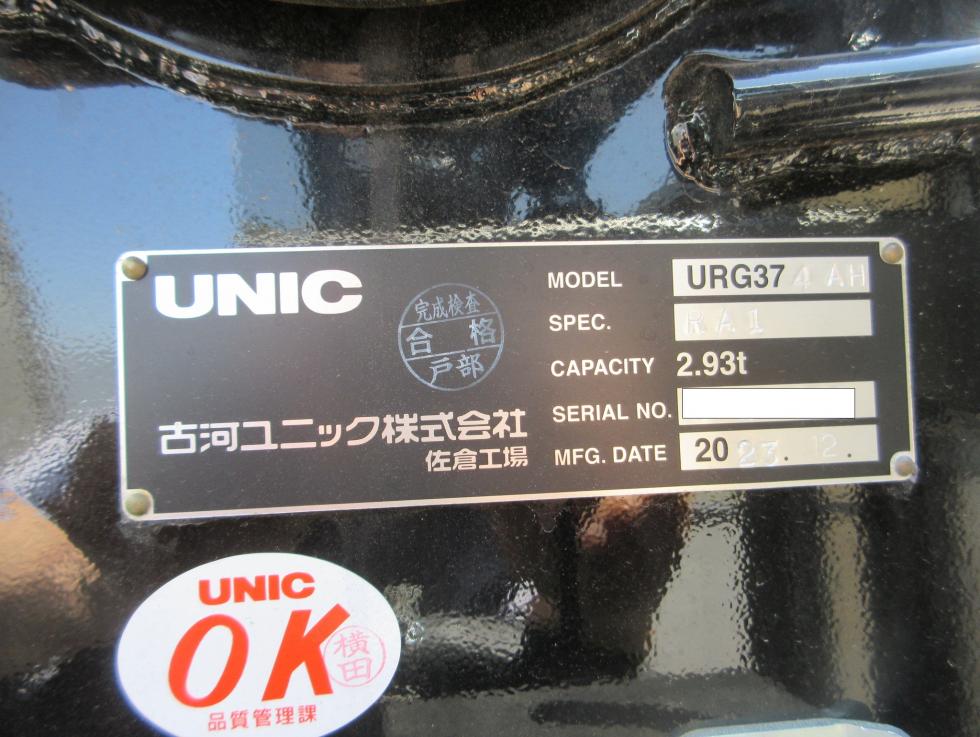 UNIC
完成検査
合格
戸部
古河ユニック株式会社
佐倉工場
MODEL URG374AH
SPEC. RA1
CAPACITY 2.93t
SERIAL NO.
MFG. DATE 2023.12.
UNIC
OK
横田
品質管理課